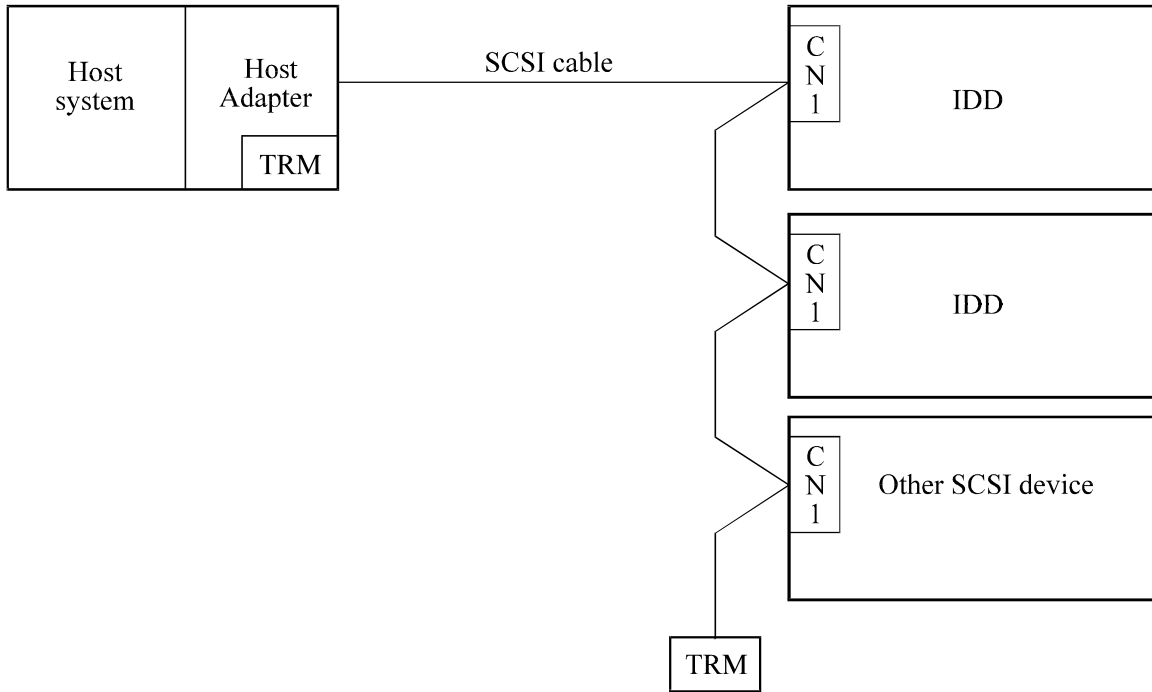 Host
system
Host
Adapter
TRM
SCSI cable
C
N
1
IDD
C
N
1
IDD
C
N
1
Other SCSI device
TRM